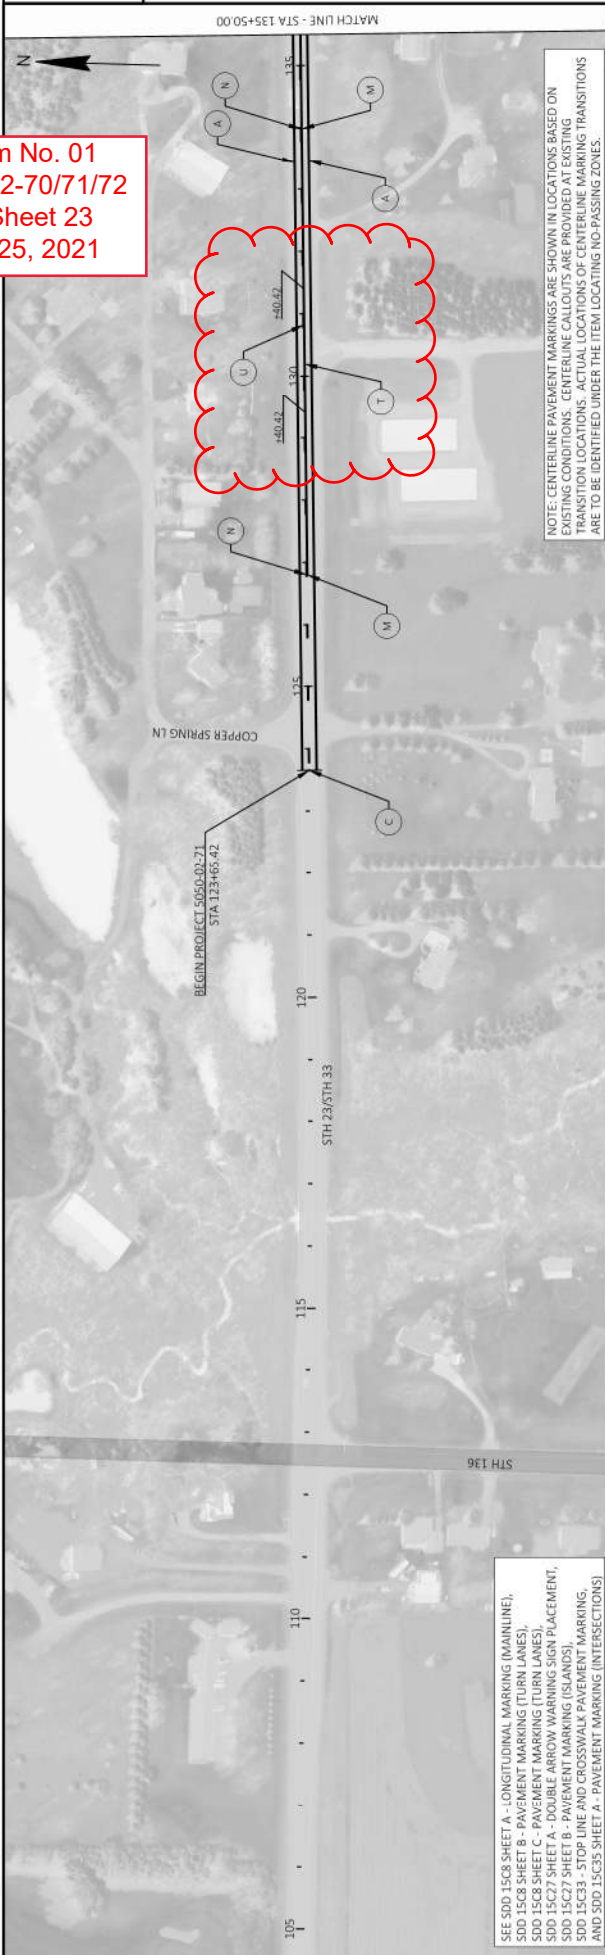 MATCH LINE - STA 135+50.00
N
m No. 01
2-70/71/72
Sheet 23
25, 2021
135
N
A
M
A
±40.42
U
130
T
±40.42
N
M
125
COPPER SPRING LN
C
BEGIN PROJECT 5050-02-71
STA 123+65.42
120
STH 23/STH 33
115
STH 136
110
105
NOTE: CENTERLINE PAVEMENT MARKINGS ARE SHOWN IN LOCATIONS BASED ON
EXISTING CONDITIONS. CENTERLINE CALLOUTS ARE PROVIDED AT EXISTING
TRANSITION LOCATIONS. ACTUAL LOCATIONS OF CENTERLINE MARKING TRANSITIONS
ARE TO BE IDENTIFIED UNDER THE ITEM LOCATING NO-PASSING ZONES.
SEE SDD 15C8 SHEET A - LONGITUDINAL MARKING (MAINLINE),
SDD 15C8 SHEET B - PAVEMENT MARKING (TURN LANES),
SDD 15C8 SHEET C - PAVEMENT MARKING (TURN LANES),
SDD 15C27 SHEET A - DOUBLE ARROW WARNING SIGN PLACEMENT,
SDD 15C27 SHEET B - PAVEMENT MARKING (ISLANDS),
SDD 15C33 - STOP LINE AND CROSSWALK PAVEMENT MARKING,
AND SDD 15C35 SHEET A - PAVEMENT MARKING (INTERSECTIONS)